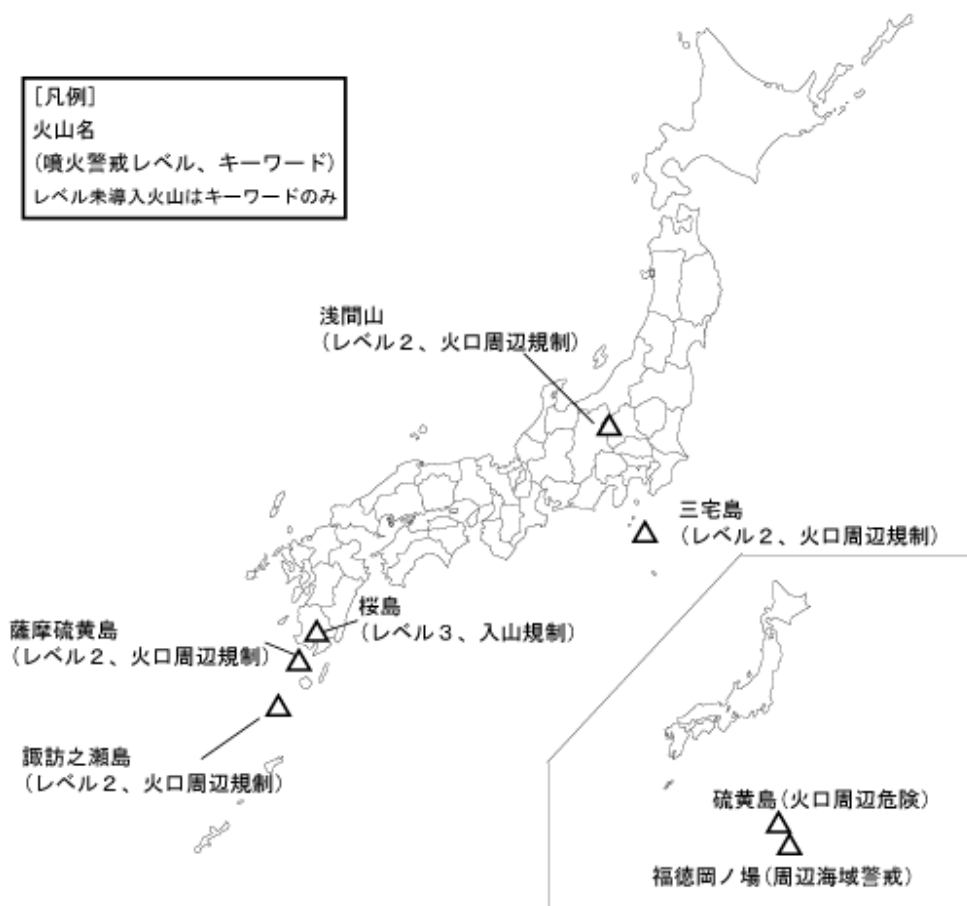 [凡例]
火山名
(噴火警戒レベル、キーワード)
レベル未導入火山はキーワードのみ
浅間山
(レベル２、火口周辺規制)
三宅島
(レベル２、火口周辺規制)
桜島
(レベル３、入山規制)
薩摩硫黄島
(レベル２、火口周辺規制)
諏訪之瀬島
(レベル２、火口周辺規制)
硫黄島(火口周辺危険)
福徳岡ノ場(周辺海域警戒)